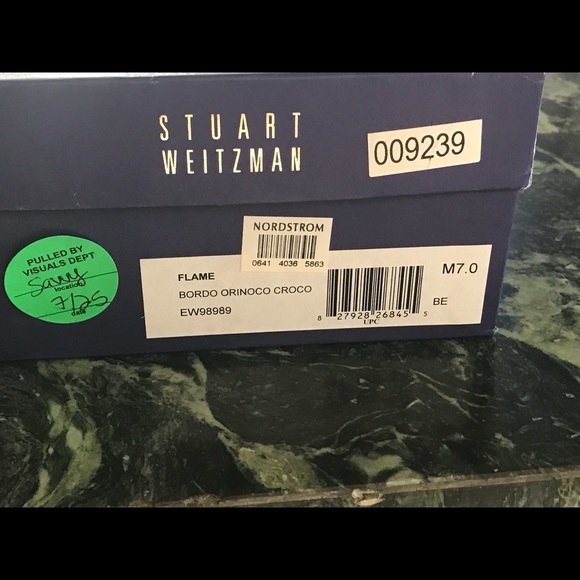 STUART
WEITZMAN
009239
NORDSTROM
0641 4036 5863
PULLED BY
VISUALS DEPT
Savvy
location
7/25
date
FLAME
BORDO ORINOCO CROCO
EW98989
M7.0
BE
8 27928 26845 5
UPC